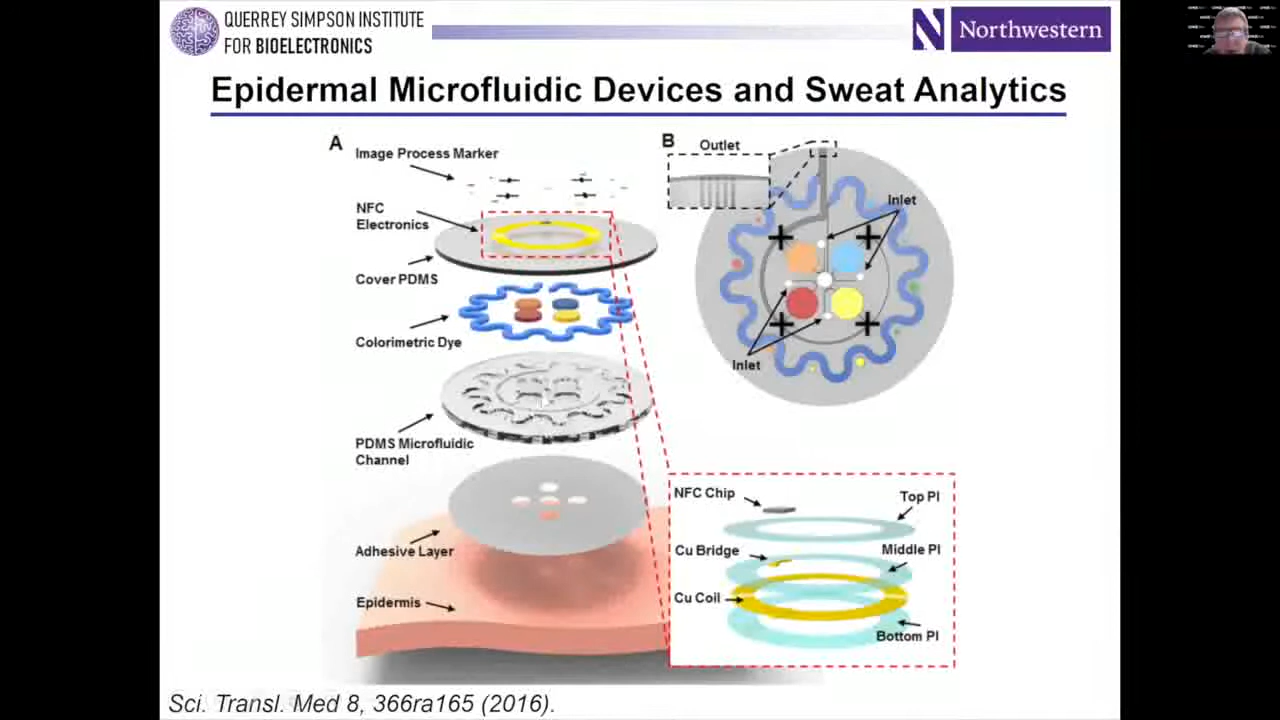 QUERREY SIMPSON INSTITUTE
FOR BIOELECTRONICS
N Northwestern
Epidermal Microfluidic Devices and Sweat Analytics
A
Image Process Marker
NFC
Electronics
Cover PDMS
Colorimetric Dye
PDMS Microfluidic
Channel
Adhesive Layer
Epidermis
B
Outlet
Inlet
Inlet
NFC Chip
Top PI
Cu Bridge
Middle PI
Cu Coil
Bottom PI
Sci. Transl. Med 8, 366ra165 (2016).